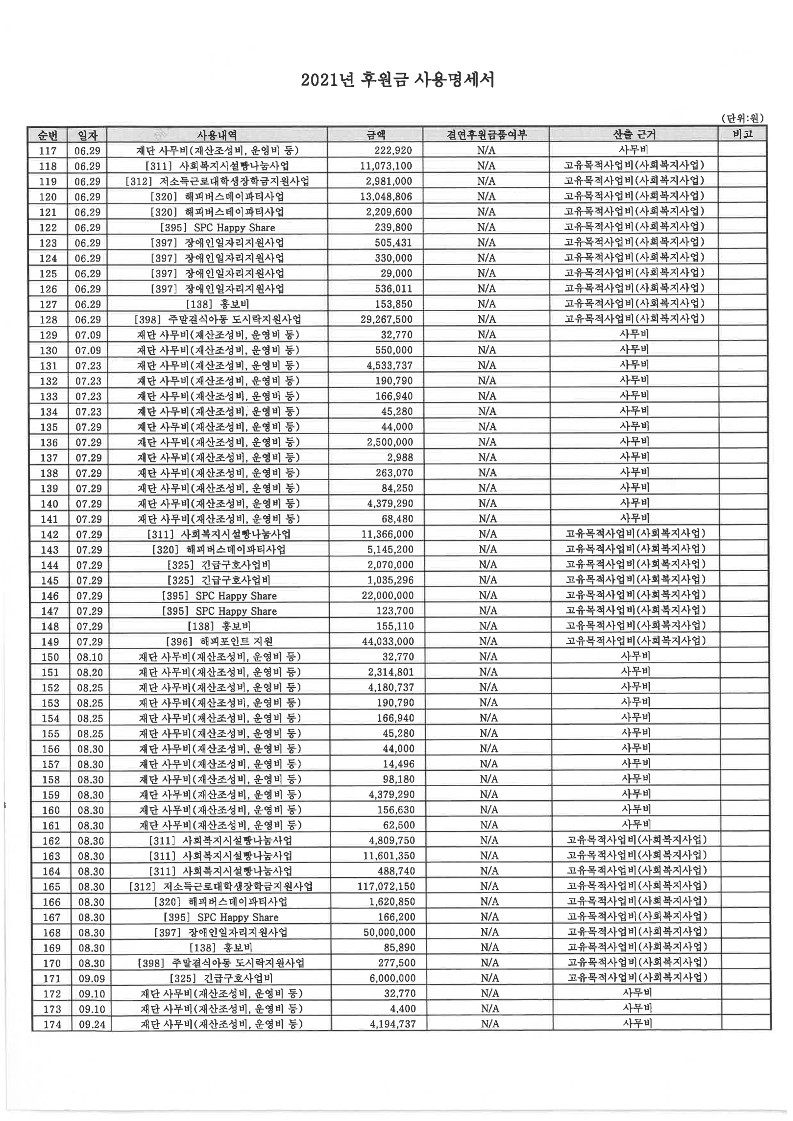 2021년 후원금 사용명세서
(단위:원)
순번 일자 사용내역 금액 결연후원금품여부 산출 근거 비고
117 06.29 재단 사무비(재산조성비, 운영비 등) 222,920 N/A 사무비
118 06.29 [311] 사회복지시설빵나눔사업 11,073,100 N/A 고유목적사업비(사회복지사업)
119 06.29 [312] 저소득근로대학생장학금지원사업 2,981,000 N/A 고유목적사업비(사회복지사업)
120 06.29 [320] 해피버스데이파티사업 13,048,806 N/A 고유목적사업비(사회복지사업)
121 06.29 [320] 해피버스데이파티사업 2,209,600 N/A 고유목적사업비(사회복지사업)
122 06.29 [395] SPC Happy Share 239,800 N/A 고유목적사업비(사회복지사업)
123 06.29 [397] 장애인일자리지원사업 505,431 N/A 고유목적사업비(사회복지사업)
124 06.29 [397] 장애인일자리지원사업 330,000 N/A 고유목적사업비(사회복지사업)
125 06.29 [397] 장애인일자리지원사업 29,000 N/A 고유목적사업비(사회복지사업)
126 06.29 [397] 장애인일자리지원사업 536,011 N/A 고유목적사업비(사회복지사업)
127 06.29 [138] 홍보비 153,850 N/A 고유목적사업비(사회복지사업)
128 06.29 [398] 주말결식아동 도시락지원사업 29,267,500 N/A 고유목적사업비(사회복지사업)
129 07.09 재단 사무비(재산조성비, 운영비 등) 32,770 N/A 사무비
130 07.09 재단 사무비(재산조성비, 운영비 등) 550,000 N/A 사무비
131 07.23 재단 사무비(재산조성비, 운영비 등) 4,533,737 N/A 사무비
132 07.23 재단 사무비(재산조성비, 운영비 등) 190,790 N/A 사무비
133 07.23 재단 사무비(재산조성비, 운영비 등) 166,940 N/A 사무비
134 07.23 재단 사무비(재산조성비, 운영비 등) 45,280 N/A 사무비
135 07.29 재단 사무비(재산조성비, 운영비 등) 44,000 N/A 사무비
136 07.29 재단 사무비(재산조성비, 운영비 등) 2,500,000 N/A 사무비
137 07.29 재단 사무비(재산조성비, 운영비 등) 2,988 N/A 사무비
138 07.29 재단 사무비(재산조성비, 운영비 등) 263,070 N/A 사무비
139 07.29 재단 사무비(재산조성비, 운영비 등) 84,250 N/A 사무비
140 07.29 재단 사무비(재산조성비, 운영비 등) 4,379,290 N/A 사무비
141 07.29 재단 사무비(재산조성비, 운영비 등) 68,480 N/A 사무비
142 07.29 [311] 사회복지시설빵나눔사업 11,366,000 N/A 고유목적사업비(사회복지사업)
143 07.29 [320] 해피버스데이파티사업 5,145,200 N/A 고유목적사업비(사회복지사업)
144 07.29 [325] 긴급구호사업비 2,070,000 N/A 고유목적사업비(사회복지사업)
145 07.29 [325] 긴급구호사업비 1,035,296 N/A 고유목적사업비(사회복지사업)
146 07.29 [395] SPC Happy Share 22,000,000 N/A 고유목적사업비(사회복지사업)
147 07.29 [395] SPC Happy Share 123,700 N/A 고유목적사업비(사회복지사업)
148 07.29 [138] 홍보비 155,110 N/A 고유목적사업비(사회복지사업)
149 07.29 [396] 해피포인트 지원 44,033,000 N/A 고유목적사업비(사회복지사업)
150 08.10 재단 사무비(재산조성비, 운영비 등) 32,770 N/A 사무비
151 08.20 재단 사무비(재산조성비, 운영비 등) 2,314,801 N/A 사무비
152 08.25 재단 사무비(재산조성비, 운영비 등) 4,180,737 N/A 사무비
153 08.25 재단 사무비(재산조성비, 운영비 등) 190,790 N/A 사무비
154 08.25 재단 사무비(재산조성비, 운영비 등) 166,940 N/A 사무비
155 08.25 재단 사무비(재산조성비, 운영비 등) 45,280 N/A 사무비
156 08.30 재단 사무비(재산조성비, 운영비 등) 44,000 N/A 사무비
157 08.30 재단 사무비(재산조성비, 운영비 등) 14,496 N/A 사무비
158 08.30 재단 사무비(재산조성비, 운영비 등) 98,180 N/A 사무비
159 08.30 재단 사무비(재산조성비, 운영비 등) 4,379,290 N/A 사무비
160 08.30 재단 사무비(재산조성비, 운영비 등) 156,630 N/A 사무비
161 08.30 재단 사무비(재산조성비, 운영비 등) 62,500 N/A 사무비
162 08.30 [311] 사회복지시설빵나눔사업 4,809,750 N/A 고유목적사업비(사회복지사업)
163 08.30 [311] 사회복지시설빵나눔사업 11,601,350 N/A 고유목적사업비(사회복지사업)
164 08.30 [311] 사회복지시설빵나눔사업 488,740 N/A 고유목적사업비(사회복지사업)
165 08.30 [312] 저소득근로대학생장학금지원사업 117,072,150 N/A 고유목적사업비(사회복지사업)
166 08.30 [320] 해피버스데이파티사업 1,620,850 N/A 고유목적사업비(사회복지사업)
167 08.30 [395] SPC Happy Share 166,200 N/A 고유목적사업비(사회복지사업)
168 08.30 [397] 장애인일자리지원사업 50,000,000 N/A 고유목적사업비(사회복지사업)
169 08.30 [138] 홍보비 85,890 N/A 고유목적사업비(사회복지사업)
170 08.30 [398] 주말결식아동 도시락지원사업 277,500 N/A 고유목적사업비(사회복지사업)
171 09.09 [325] 긴급구호사업비 6,000,000 N/A 고유목적사업비(사회복지사업)
172 09.10 재단 사무비(재산조성비, 운영비 등) 32,770 N/A 사무비
173 09.10 재단 사무비(재산조성비, 운영비 등) 4,400 N/A 사무비
174 09.24 재단 사무비(재산조성비, 운영비 등) 4,194,737 N/A 사무비